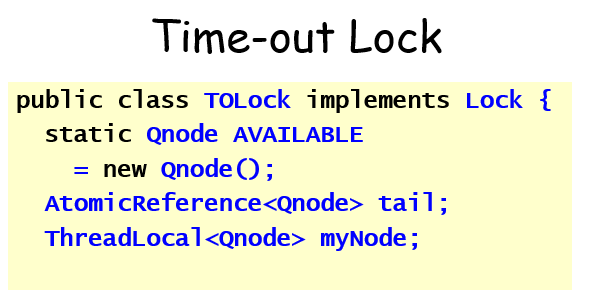 Time-out Lock
public class TOLock implements Lock {
static Qnode AVAILABLE
= new Qnode();
AtomicReference<Qnode> tail;
ThreadLocal<Qnode> myNode;